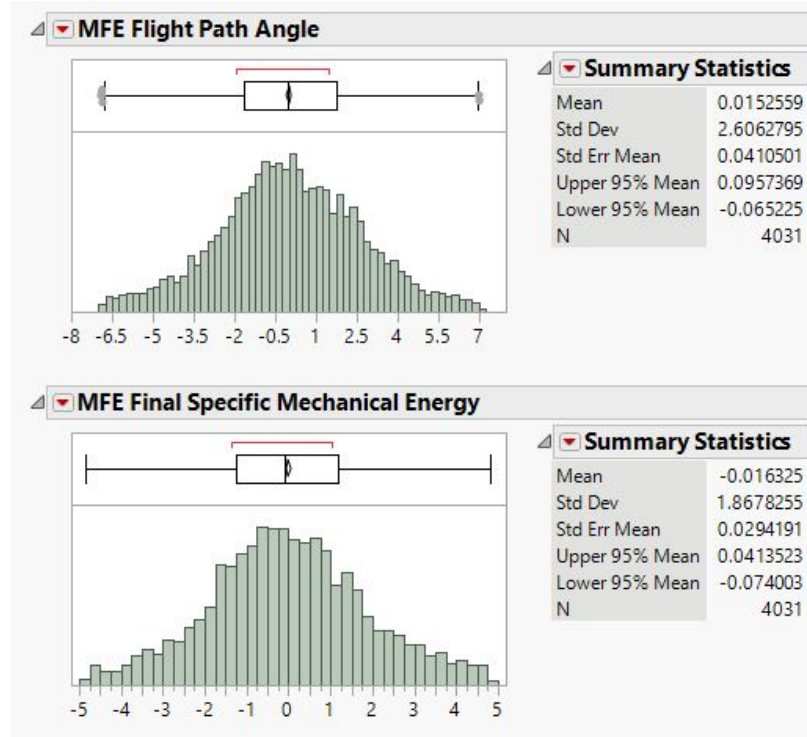 MFE Flight Path Angle
Summary Statistics
Mean 0.0152559
Std Dev 2.6062795
Std Err Mean 0.0410501
Upper 95% Mean 0.0957369
Lower 95% Mean -0.065225
N 4031
-8 -6.5 -5 -3.5 -2 -0.5 1 2.5 4 5.5 7
MFE Final Specific Mechanical Energy
Summary Statistics
Mean -0.016325
Std Dev 1.8678255
Std Err Mean 0.0294191
Upper 95% Mean 0.0413523
Lower 95% Mean -0.074003
N 4031
-5 -4 -3 -2 -1 0 1 2 3 4 5